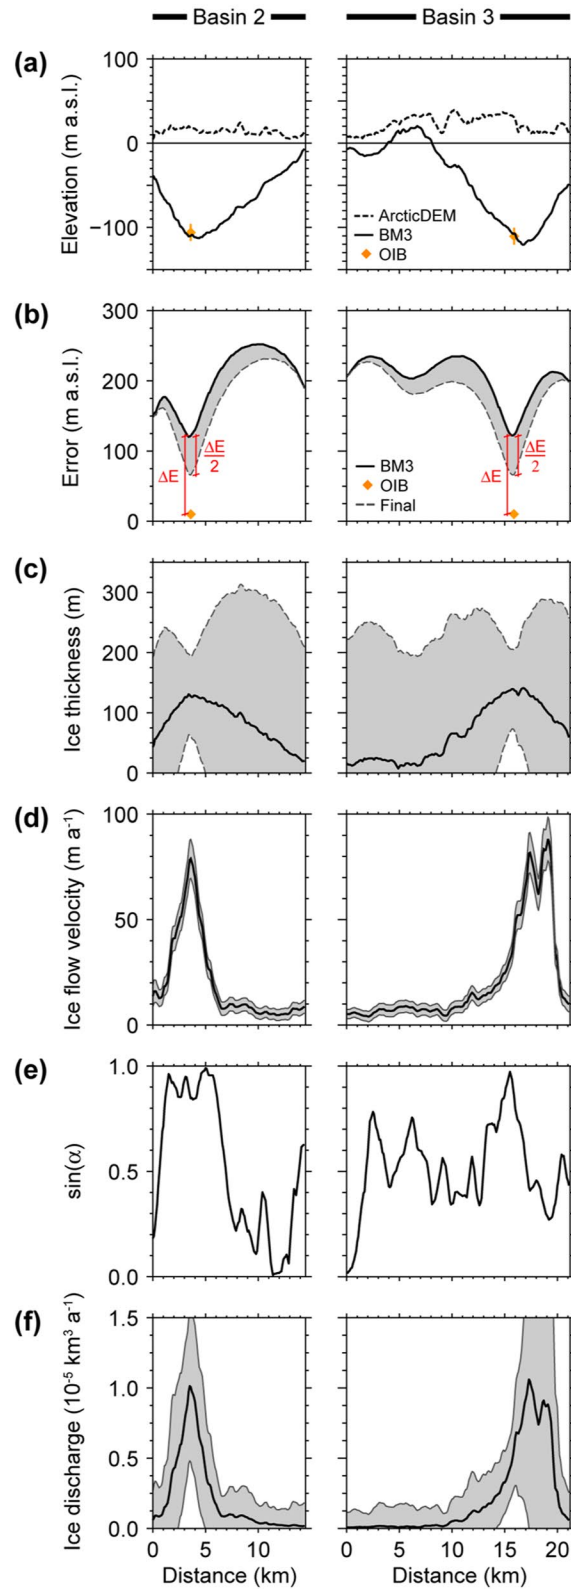 Basin 2 Basin 3
(a)
Elevation (m a.s.l.)
100
0
−100
ArcticDEM
BM3
OIB
(b)
Error (m a.s.l.)
300
200
100
0
ΔE
ΔE/2
ΔE
ΔE/2
BM3
OIB
Final
(c)
Ice thickness (m)
300
200
100
0
(d)
Ice flow velocity (m a⁻¹)
100
50
0
(e)
sin(α)
1.0
0.5
0.0
(f)
Ice discharge (10⁻⁵ km³ a⁻¹)
1.5
1.0
0.5
0.0
0 5 10 0 5 10 15 20
Distance (km) Distance (km)